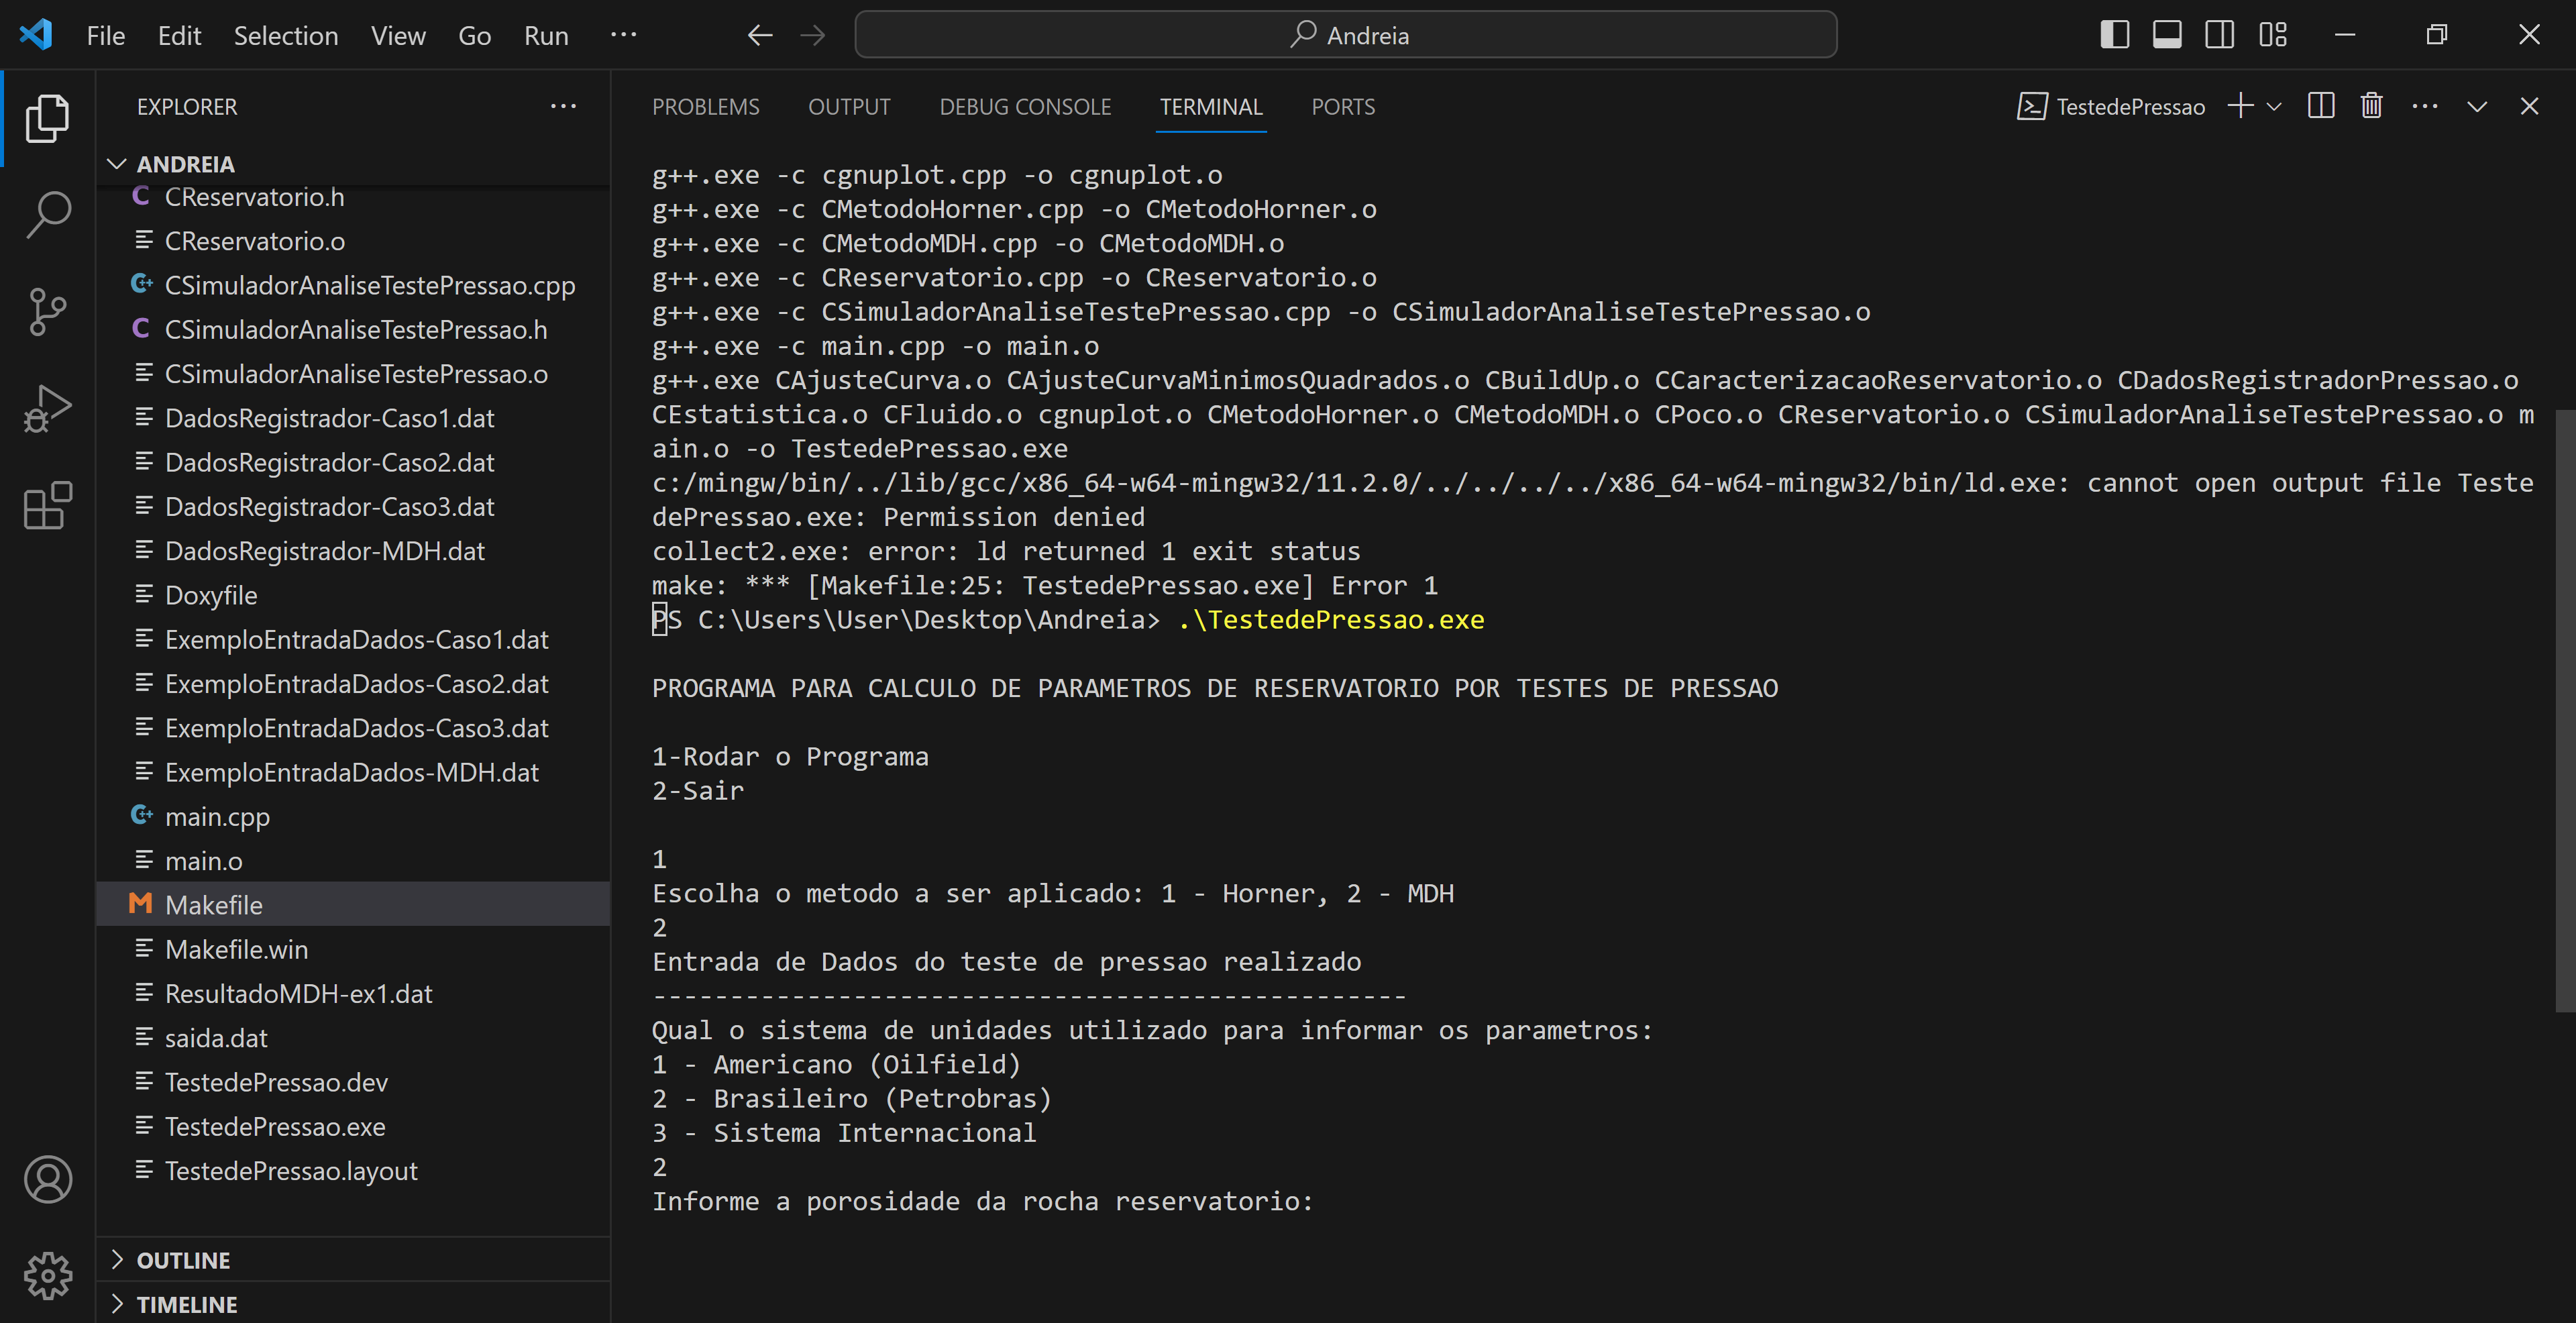 File Edit Selection View Go Run ···
Andreia
EXPLORER ···
ANDREIA
CReservatorio.h
CReservatorio.o
CSimuladorAnaliseTestePressao.cpp
CSimuladorAnaliseTestePressao.h
CSimuladorAnaliseTestePressao.o
DadosRegistrador-Caso1.dat
DadosRegistrador-Caso2.dat
DadosRegistrador-Caso3.dat
DadosRegistrador-MDH.dat
Doxyfile
ExemploEntradaDados-Caso1.dat
ExemploEntradaDados-Caso2.dat
ExemploEntradaDados-Caso3.dat
ExemploEntradaDados-MDH.dat
main.cpp
main.o
Makefile
Makefile.win
ResultadoMDH-ex1.dat
saida.dat
TestedePressao.dev
TestedePressao.exe
TestedePressao.layout
OUTLINE
TIMELINE
PROBLEMS OUTPUT DEBUG CONSOLE TERMINAL PORTS
TestedePressao
g++.exe -c cgnuplot.cpp -o cgnuplot.o
g++.exe -c CMetodoHorner.cpp -o CMetodoHorner.o
g++.exe -c CMetodoMDH.cpp -o CMetodoMDH.o
g++.exe -c CReservatorio.cpp -o CReservatorio.o
g++.exe -c CSimuladorAnaliseTestePressao.cpp -o CSimuladorAnaliseTestePressao.o
g++.exe -c main.cpp -o main.o
g++.exe CAjusteCurva.o CAjusteCurvaMinimosQuadrados.o CBuildUp.o CCaracterizacaoReservatorio.o CDadosRegistradorPressao.o
CEstatistica.o CFluido.o cgnuplot.o CMetodoHorner.o CMetodoMDH.o CPoco.o CReservatorio.o CSimuladorAnaliseTestePressao.o m
ain.o -o TestedePressao.exe
c:/mingw/bin/../lib/gcc/x86_64-w64-mingw32/11.2.0/../../../../x86_64-w64-mingw32/bin/ld.exe: cannot open output file Teste
dePressao.exe: Permission denied
collect2.exe: error: ld returned 1 exit status
make: *** [Makefile:25: TestedePressao.exe] Error 1
PS C:\Users\User\Desktop\Andreia> .\TestedePressao.exe
PROGRAMA PARA CALCULO DE PARAMETROS DE RESERVATORIO POR TESTES DE PRESSAO
1-Rodar o Programa
2-Sair
1
Escolha o metodo a ser aplicado: 1 - Horner, 2 - MDH
2
Entrada de Dados do teste de pressao realizado
-------------------------------------------------
Qual o sistema de unidades utilizado para informar os parametros:
1 - Americano (Oilfield)
2 - Brasileiro (Petrobras)
3 - Sistema Internacional
2
Informe a porosidade da rocha reservatorio: